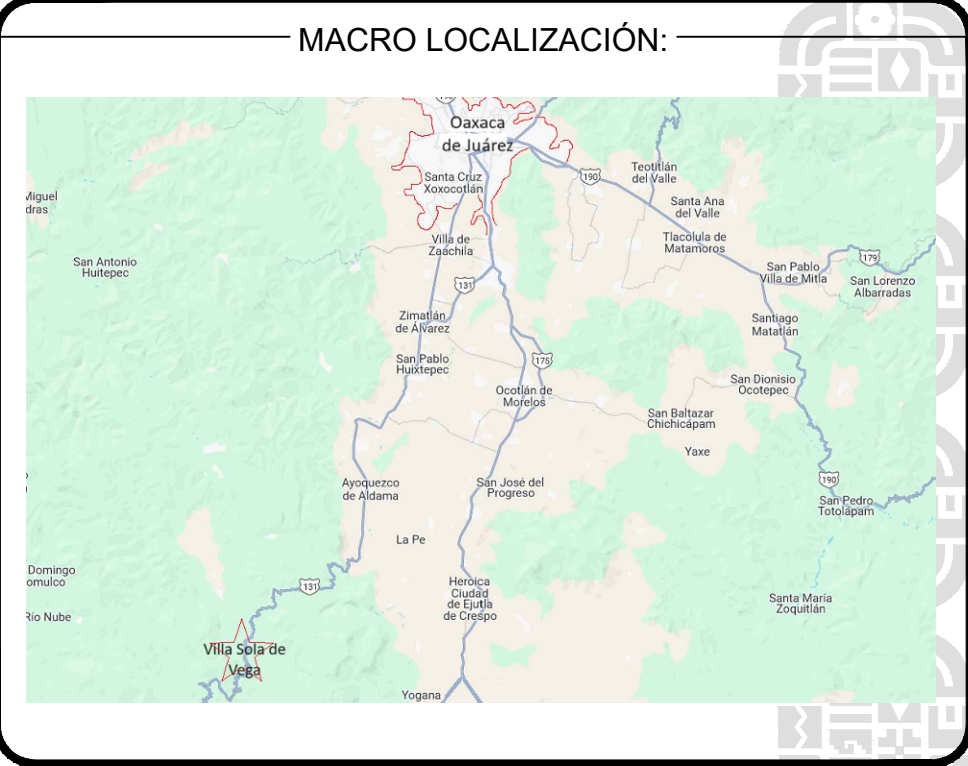 MACRO LOCALIZACIÓN:
190
Oaxaca
de Juárez
Santa Cruz
Xoxocotlán
190
Teotitlán
del Valle
Santa Ana
del Valle
Miguel
dras
Villa de
Zaachila
Tlacolula de
Matamoros
San Antonio
Huitepec
179
San Pablo
Villa de Mitla
San Lorenzo
Albarradas
131
Zimatlán
de Álvarez
Santiago
Matatlán
San Pablo
Huixtepec
175
Ocotlán de
Morelos
San Dionisio
Ocotepec
San Baltazar
Chichicápam
Yaxe
Ayoquezco
de Aldama
San José del
Progreso
190
San Pedro
Totolápam
La Pe
Domingo
omulco
131
Heroica
Ciudad
de Ejutla
de Crespo
Santa María
Zoquitlán
Río Nube
Villa Sola de
Vega
Yogana